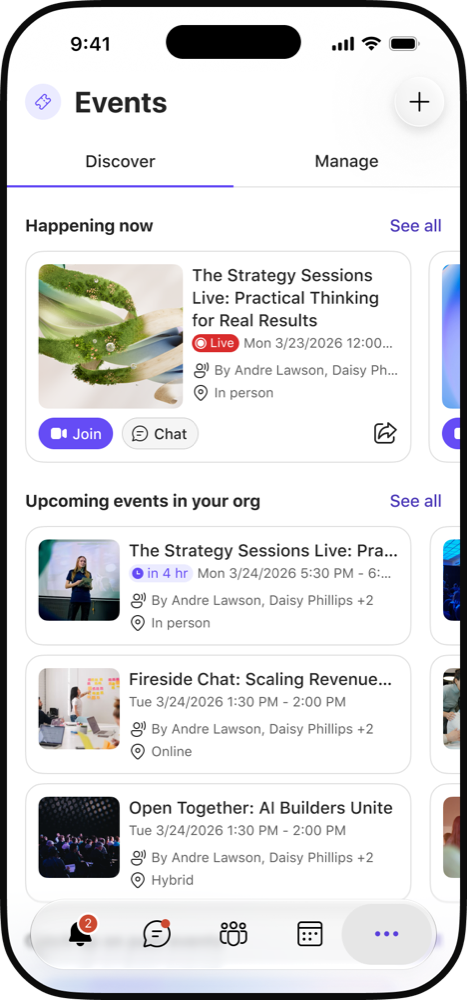 9:41
Events
Discover
Manage
Happening now
See all
The Strategy Sessions
Live: Practical Thinking
for Real Results
Live Mon 3/23/2026 12:00...
By Andre Lawson, Daisy Ph...
In person
Join
Chat
Upcoming events in your org
See all
The Strategy Sessions Live: Pra...
in 4 hr Mon 3/24/2026 5:30 PM - 6:...
By Andre Lawson, Daisy Phillips +2
In person
Fireside Chat: Scaling Revenue...
Tue 3/24/2026 1:30 PM - 2:00 PM
By Andre Lawson, Daisy Phillips +2
Online
Open Together: AI Builders Unite
Tue 3/24/2026 1:30 PM - 2:00 PM
By Andre Lawson, Daisy Phillips +2
Hybrid
2